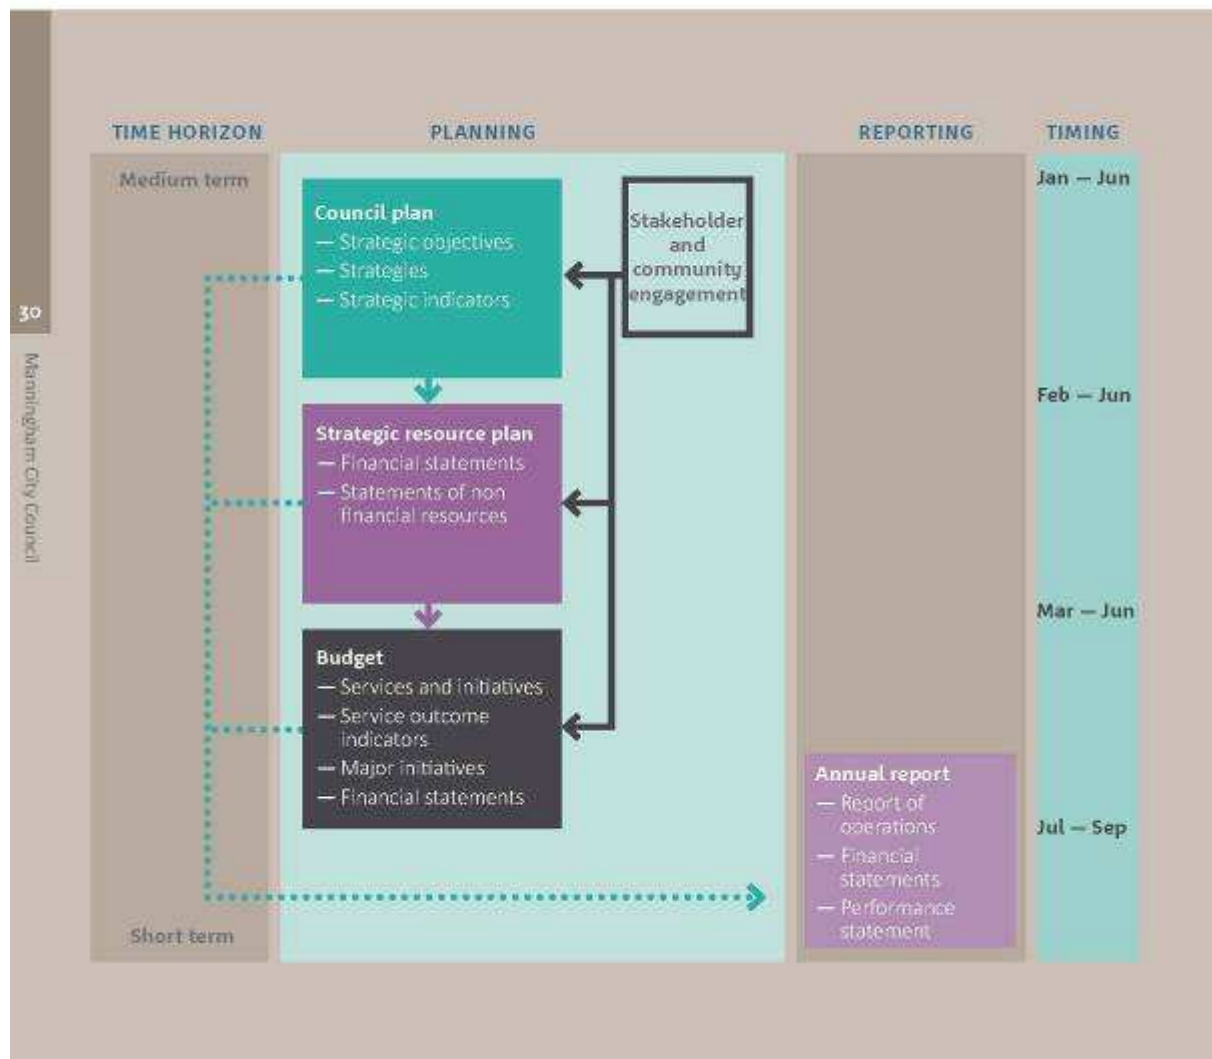 TIME HORIZON
PLANNING
REPORTING
TIMING
Medium term
Council plan
— Strategic objectives
— Strategies
— Strategic indicators
Stakeholder
and
community
engagement
Jan — Jun
30
Manningham City Council
Feb — Jun
Strategic resource plan
— Financial statements
— Statements of non
financial resources
Mar — Jun
Budget
— Services and initiatives
— Service outcome
indicators
— Major initiatives
— Financial statements
Annual report
— Report of
operations
— Financial
statements
— Performance
statement
Jul — Sep
Short term